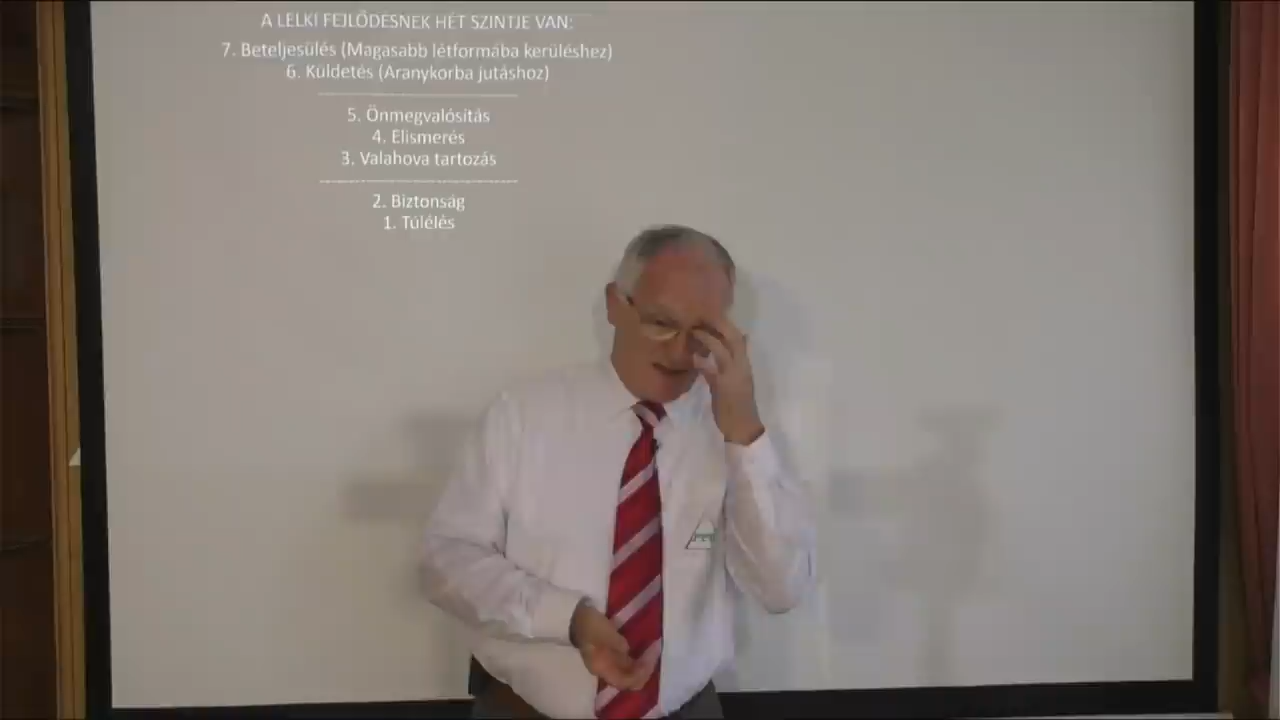 A LELKI FEJLŐDÉSNEK HÉT SZINTJE VAN:
7. Beteljesülés (Magasabb létformába kerüléshez)
6. Küldetés (Aranykorba jutáshoz)
5. Önmegvalósítás
4. Elismerés
3. Valahova tartozás
2. Biztonság
1. Túlélés